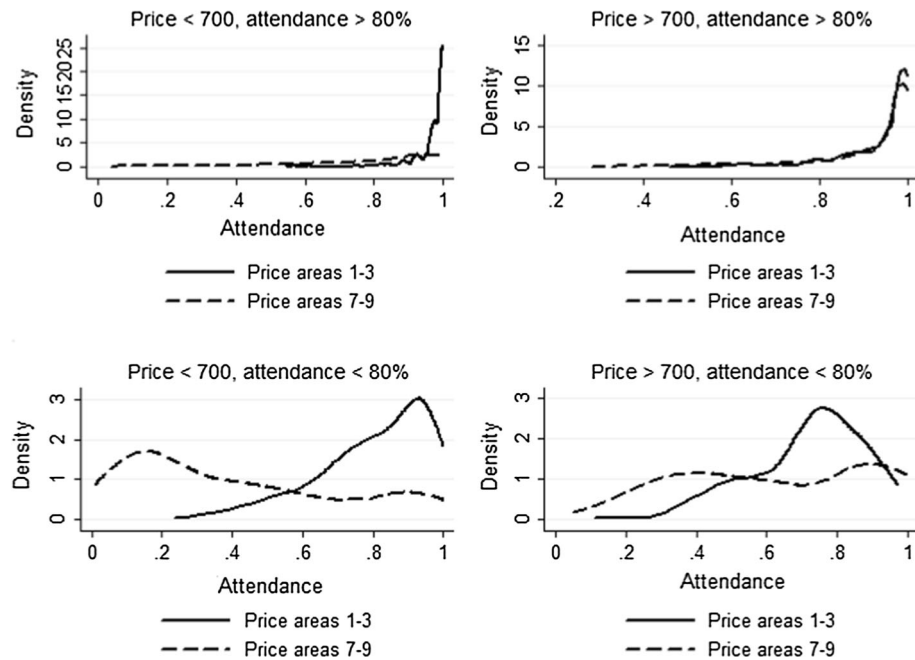 Price < 700, attendance > 80%
Density
0 5 10 15 20 25
0 .2 .4 .6 .8 1
Attendance
Price areas 1-3
Price areas 7-9
Price > 700, attendance > 80%
Density
0 5 10 15
.2 .4 .6 .8 1
Attendance
Price areas 1-3
Price areas 7-9
Price < 700, attendance < 80%
Density
0 1 2 3
0 .2 .4 .6 .8 1
Attendance
Price areas 1-3
Price areas 7-9
Price > 700, attendance < 80%
Density
0 1 2 3
0 .2 .4 .6 .8 1
Attendance
Price areas 1-3
Price areas 7-9